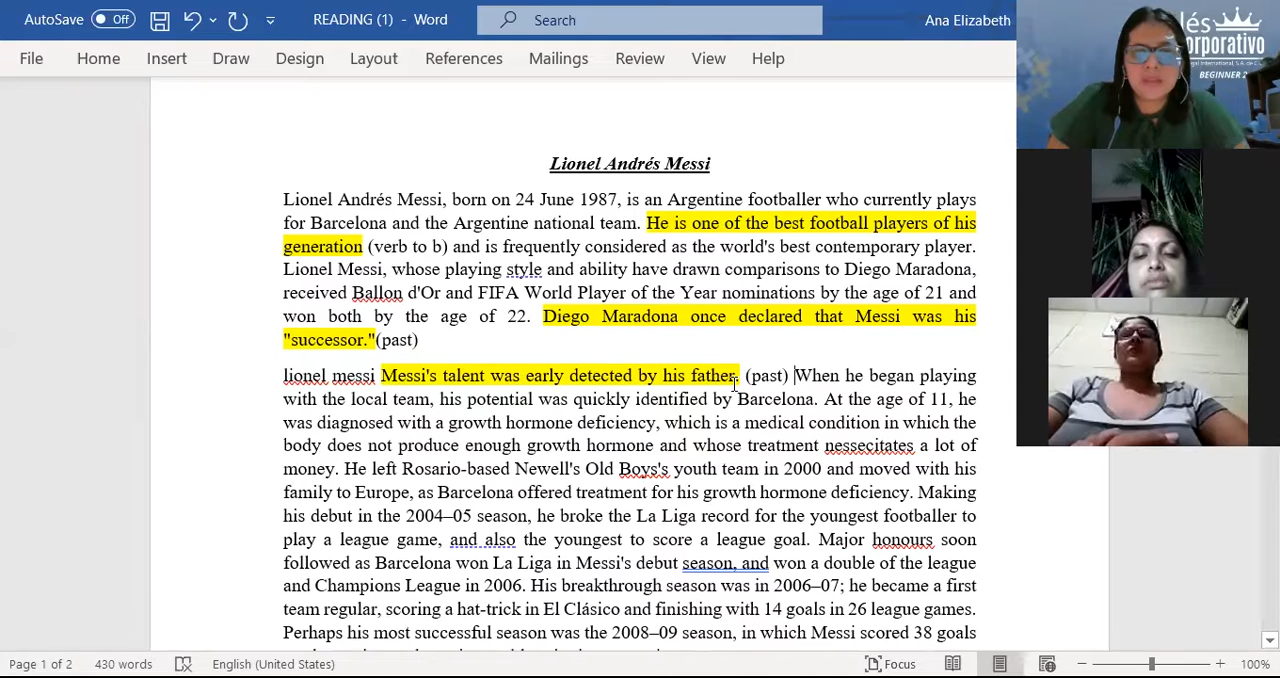 AutoSave Off READING (1) - Word Search Ana Elizabeth
File Home Insert Draw Design Layout References Mailings Review View Help
lés
rporativo
BEGINNER 2
Lionel Andrés Messi
Lionel Andrés Messi, born on 24 June 1987, is an Argentine footballer who currently plays
for Barcelona and the Argentine national team. He is one of the best football players of his
generation (verb to b) and is frequently considered as the world's best contemporary player.
Lionel Messi, whose playing style and ability have drawn comparisons to Diego Maradona,
received Ballon d'Or and FIFA World Player of the Year nominations by the age of 21 and
won both by the age of 22. Diego Maradona once declared that Messi was his
"successor."(past)
lionel messi Messi's talent was early detected by his father. (past) When he began playing
with the local team, his potential was quickly identified by Barcelona. At the age of 11, he
was diagnosed with a growth hormone deficiency, which is a medical condition in which the
body does not produce enough growth hormone and whose treatment nessecitates a lot of
money. He left Rosario-based Newell's Old Boys's youth team in 2000 and moved with his
family to Europe, as Barcelona offered treatment for his growth hormone deficiency. Making
his debut in the 2004–05 season, he broke the La Liga record for the youngest footballer to
play a league game, and also the youngest to score a league goal. Major honours soon
followed as Barcelona won La Liga in Messi's debut season, and won a double of the league
and Champions League in 2006. His breakthrough season was in 2006–07; he became a first
team regular, scoring a hat-trick in El Clásico and finishing with 14 goals in 26 league games.
Perhaps his most successful season was the 2008–09 season, in which Messi scored 38 goals
Page 1 of 2 430 words English (United States) Focus 100%